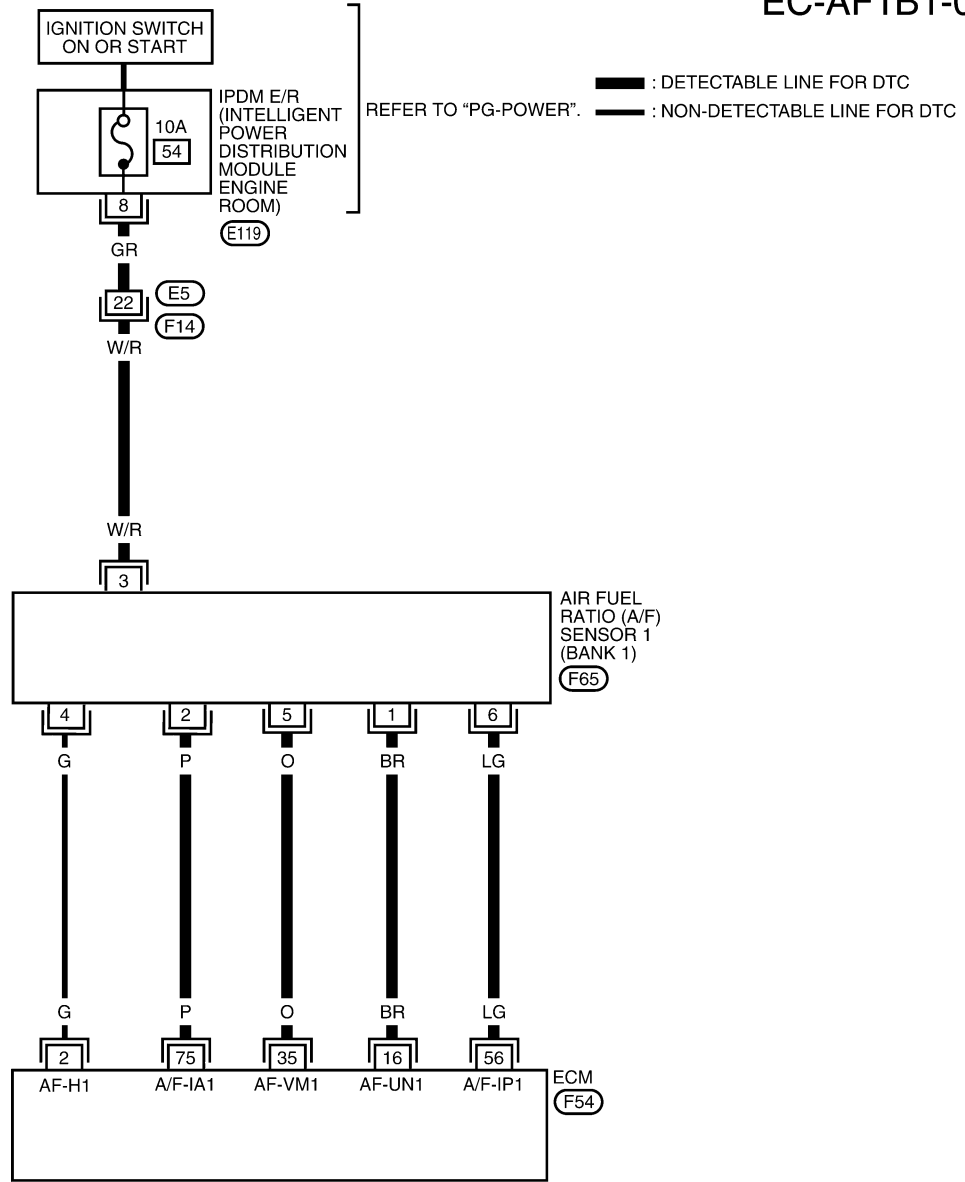 EC-AF1B1-0
IGNITION SWITCH
ON OR START
IPDM E/R
(INTELLIGENT
POWER
DISTRIBUTION
MODULE
ENGINE
ROOM)
E119
10A
54
REFER TO “PG-POWER”.
: DETECTABLE LINE FOR DTC
: NON-DETECTABLE LINE FOR DTC
8
GR
22
E5
F14
W/R
W/R
3
AIR FUEL
RATIO (A/F)
SENSOR 1
(BANK 1)
F65
4 2 5 1 6
G P O BR LG
G P O BR LG
2 75 35 16 56
AF-H1 A/F-IA1 AF-VM1 AF-UN1 A/F-IP1
ECM
F54